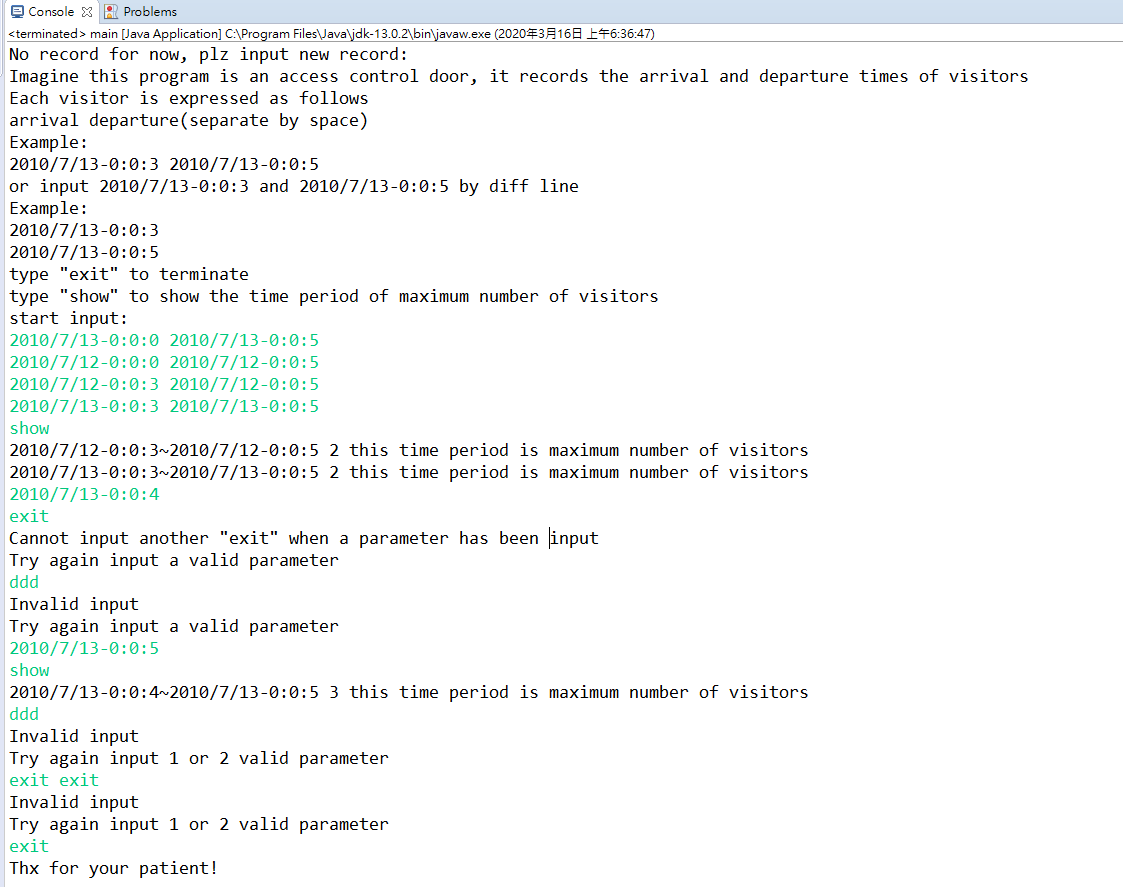 Console Problems
<terminated> main [Java Application] C:\Program Files\Java\jdk-13.0.2\bin\javaw.exe (2020年3月16日 上午6:36:47)
No record for now, plz input new record:
Imagine this program is an access control door, it records the arrival and departure times of visitors
Each visitor is expressed as follows
arrival departure(separate by space)
Example:
2010/7/13-0:0:3 2010/7/13-0:0:5
or input 2010/7/13-0:0:3 and 2010/7/13-0:0:5 by diff line
Example:
2010/7/13-0:0:3
2010/7/13-0:0:5
type "exit" to terminate
type "show" to show the time period of maximum number of visitors
start input:
2010/7/13-0:0:0 2010/7/13-0:0:5
2010/7/12-0:0:0 2010/7/12-0:0:5
2010/7/12-0:0:3 2010/7/12-0:0:5
2010/7/13-0:0:3 2010/7/13-0:0:5
show
2010/7/12-0:0:3~2010/7/12-0:0:5 2 this time period is maximum number of visitors
2010/7/13-0:0:3~2010/7/13-0:0:5 2 this time period is maximum number of visitors
2010/7/13-0:0:4
exit
Cannot input another "exit" when a parameter has been input
Try again input a valid parameter
ddd
Invalid input
Try again input a valid parameter
2010/7/13-0:0:5
show
2010/7/13-0:0:4~2010/7/13-0:0:5 3 this time period is maximum number of visitors
ddd
Invalid input
Try again input 1 or 2 valid parameter
exit exit
Invalid input
Try again input 1 or 2 valid parameter
exit
Thx for your patient!